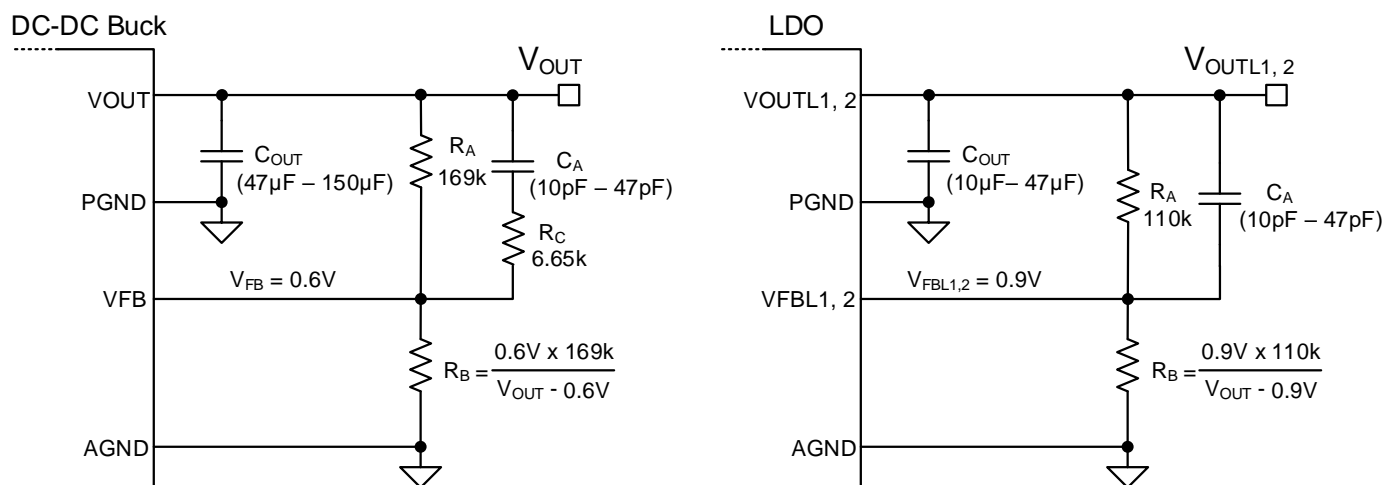 DC-DC Buck
VOUT
VOUT
COUT
(47µF – 150µF)
RA
169k
CA
(10pF – 47pF)
PGND
RC
6.65k
VFB = 0.6V
VFB
RB = 0.6V x 169k
VOUT - 0.6V
AGND
LDO
VOUTL1, 2
VOUTL1, 2
COUT
(10µF– 47µF)
RA
110k
CA
(10pF – 47pF)
PGND
VFBL1,2 = 0.9V
VFBL1, 2
RB = 0.9V x 110k
VOUT - 0.9V
AGND